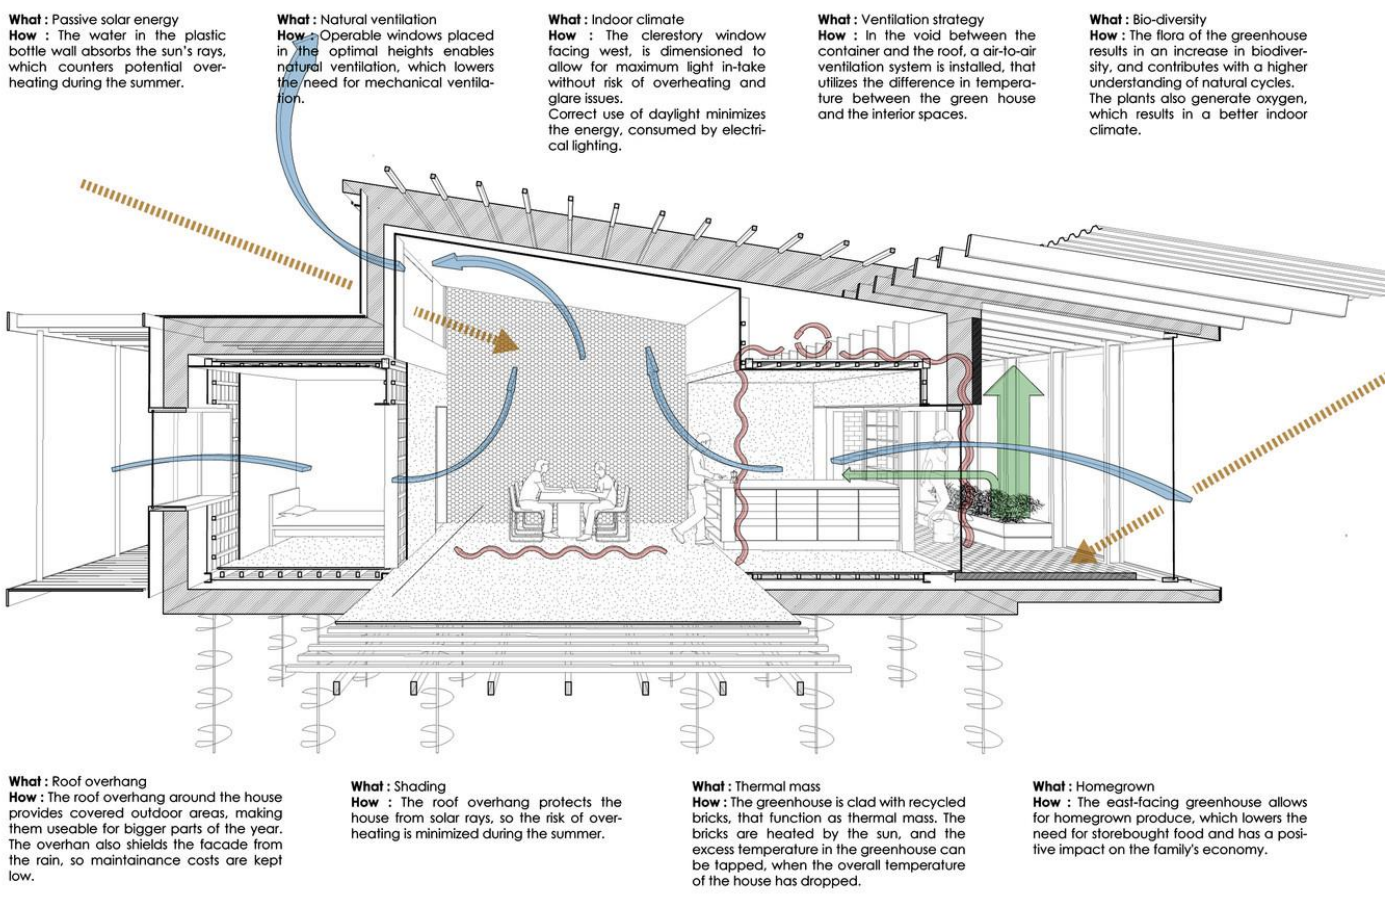 What : Passive solar energy
How : The water in the plastic
bottle wall absorbs the sun's rays,
which counters potential over-
heating during the summer.
What : Natural ventilation
How : Operable windows placed
in the optimal heights enables
natural ventilation, which lowers
the need for mechanical ventila-
tion.
What : Indoor climate
How : The clerestory window
facing west, is dimensioned to
allow for maximum light in-take
without risk of overheating and
glare issues.
Correct use of daylight minimizes
the energy, consumed by electri-
cal lighting.
What : Ventilation strategy
How : In the void between the
container and the roof, a air-to-air
ventilation system is installed, that
utilizes the difference in tempera-
ture between the green house
and the interior spaces.
What : Bio-diversity
How : The flora of the greenhouse
results in an increase in biodiver-
sity, and contributes with a higher
understanding of natural cycles.
The plants also generate oxygen,
which results in a better indoor
climate.
What : Roof overhang
How : The roof overhang around the house
provides covered outdoor areas, making
them useable for bigger parts of the year.
The overhan also shields the facade from
the rain, so maintainance costs are kept
low.
What : Shading
How : The roof overhang protects the
house from solar rays, so the risk of over-
heating is minimized during the summer.
What : Thermal mass
How : The greenhouse is clad with recycled
bricks, that function as thermal mass. The
bricks are heated by the sun, and the
excess temperature in the greenhouse can
be tapped, when the overall temperature
of the house has dropped.
What : Homegrown
How : The east-facing greenhouse allows
for homegrown produce, which lowers the
need for storebought food and has a posi-
tive impact on the family's economy.